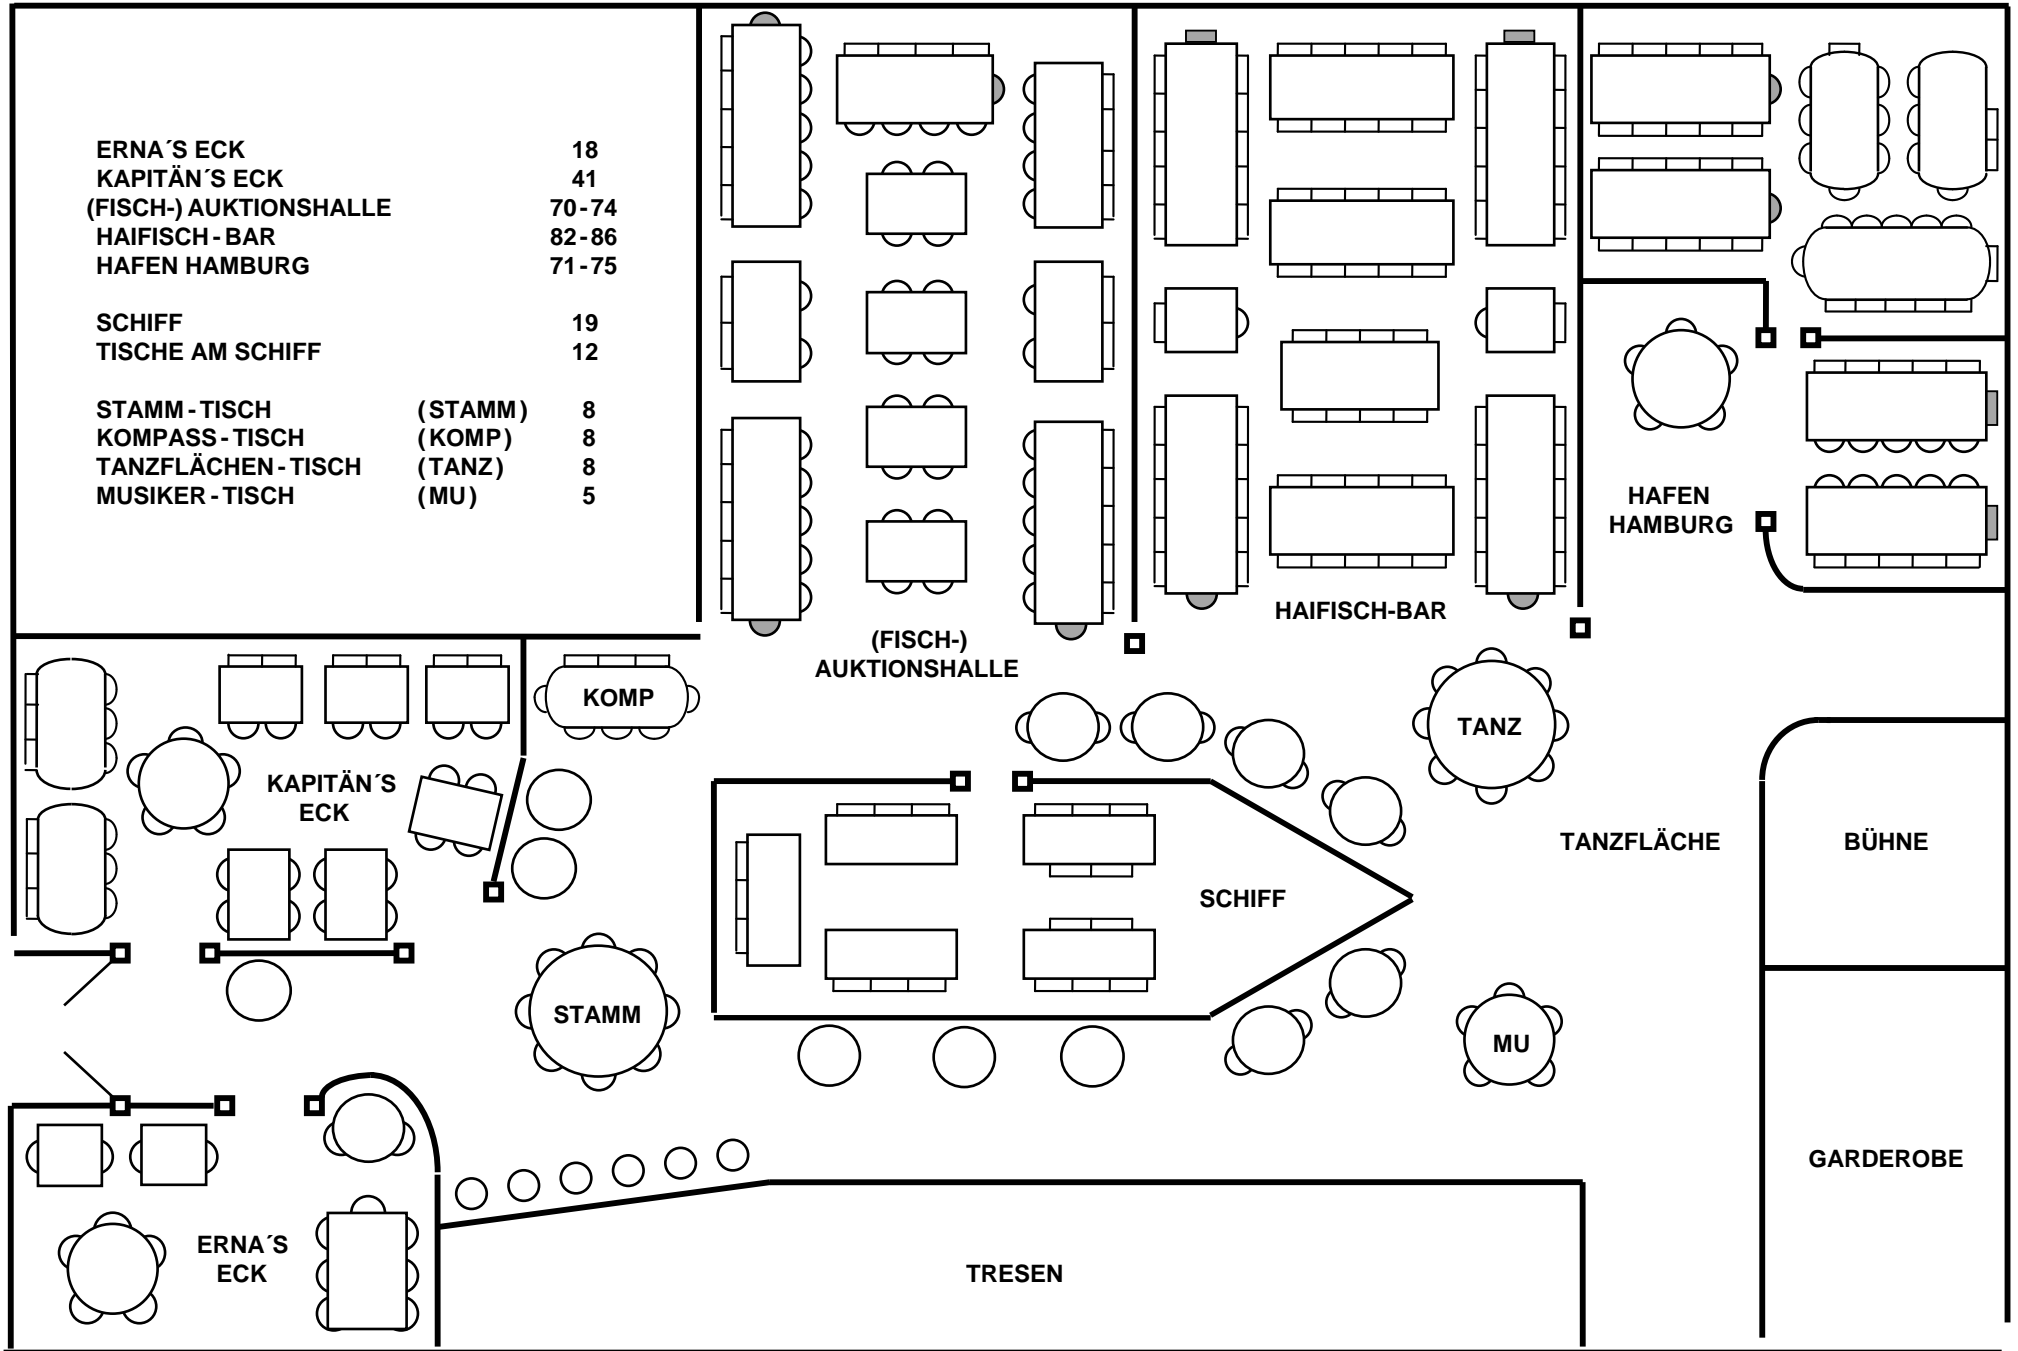 ERNA´S ECK 18
KAPITÄN´S ECK 41
(FISCH-) AUKTIONSHALLE 70-74
HAIFISCH-BAR 82-86
HAFEN HAMBURG 71-75
SCHIFF 19
TISCHE AM SCHIFF 12
STAMM-TISCH (STAMM) 8
KOMPASS-TISCH (KOMP) 8
TANZFLÄCHEN-TISCH (TANZ) 8
MUSIKER-TISCH (MU) 5
HAFEN
HAMBURG
HAIFISCH-BAR
(FISCH-)
AUKTIONSHALLE
KOMP
TANZ
KAPITÄN´S
ECK
TANZFLÄCHE
BÜHNE
SCHIFF
STAMM
MU
GARDEROBE
ERNA´S
ECK
TRESEN